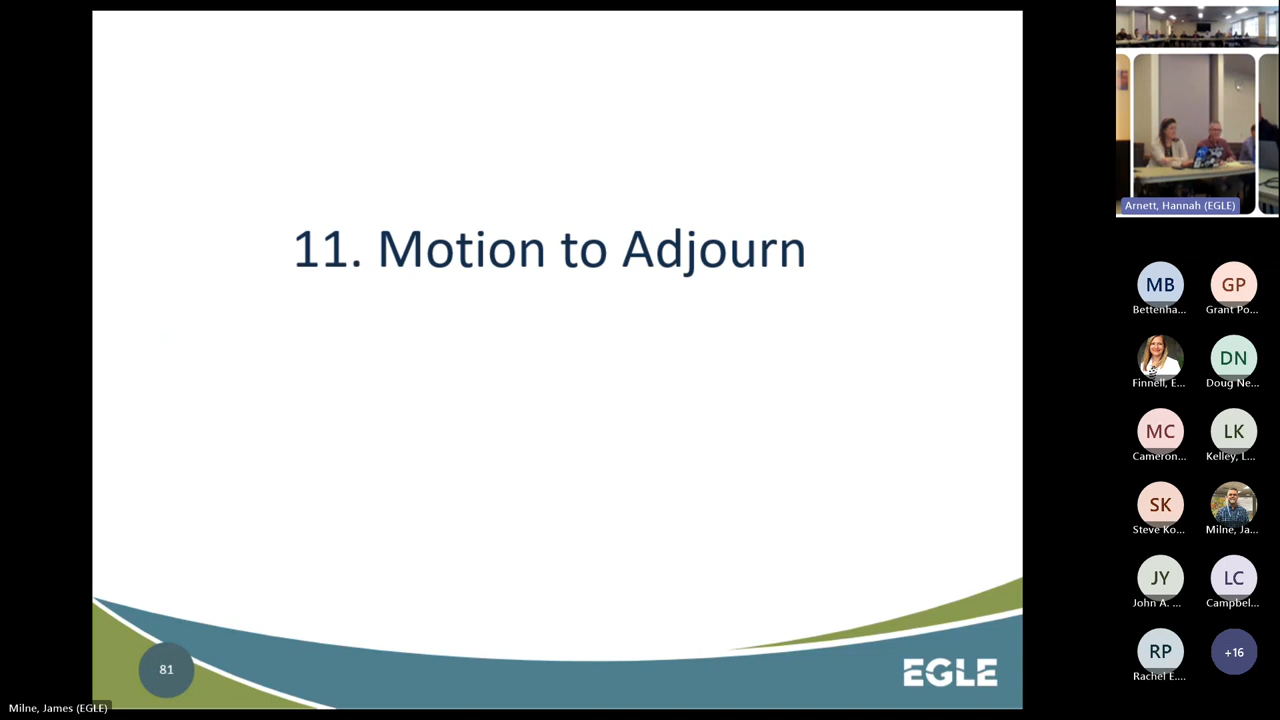 11. Motion to Adjourn
81
EGLE
Milne, James (EGLE)
Arnett, Hannah (EGLE)
MB
GP
Bettenha...
Grant Po...
DN
Finnell, E...
Doug Ne...
MC
LK
Cameron...
Kelley, L...
SK
Steve Ko...
Milne, Ja...
JY
LC
John A. ...
Campbel...
RP
+16
Rachel E....